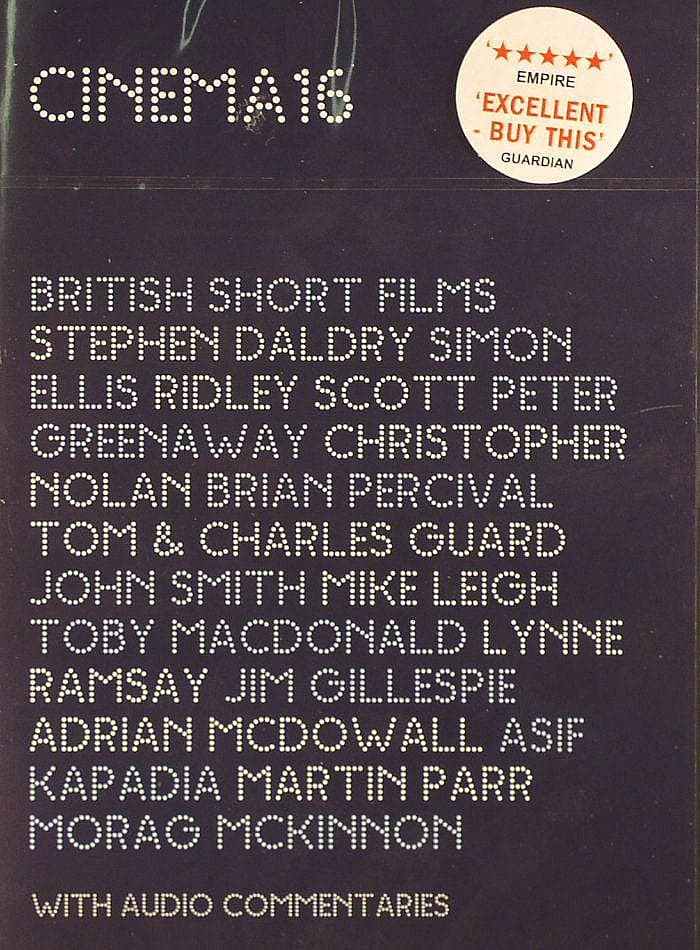 CINEMA16
'★★★★★'
EMPIRE
'EXCELLENT
- BUY THIS'
GUARDIAN
BRITISH SHORT FILMS
STEPHEN DALDRY SIMON
ELLIS RIDLEY SCOTT PETER
GREENAWAY CHRISTOPHER
NOLAN BRIAN PERCIVAL
TOM & CHARLES GUARD
JOHN SMITH MIKE LEIGH
TOBY MACDONALD LYNNE
RAMSAY JIM GILLESPIE
ADRIAN MCDOWALL ASIF
KAPADIA MARTIN PARR
MORAG MCKINNON
WITH AUDIO COMMENTARIES